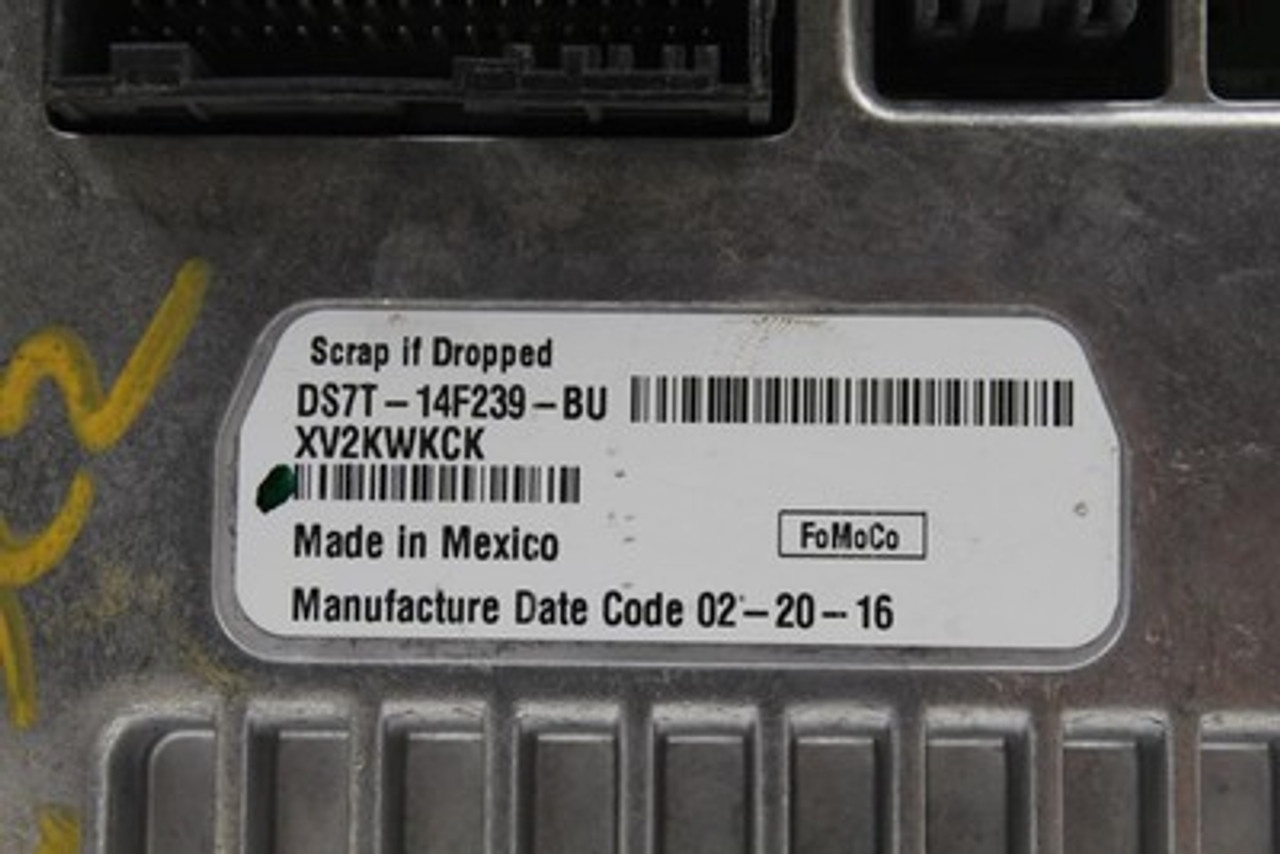 Scrap if Dropped
DS7T-14F239-BU
XV2KWKCK
Made in Mexico
FoMoCo
Manufacture Date Code 02-20-16